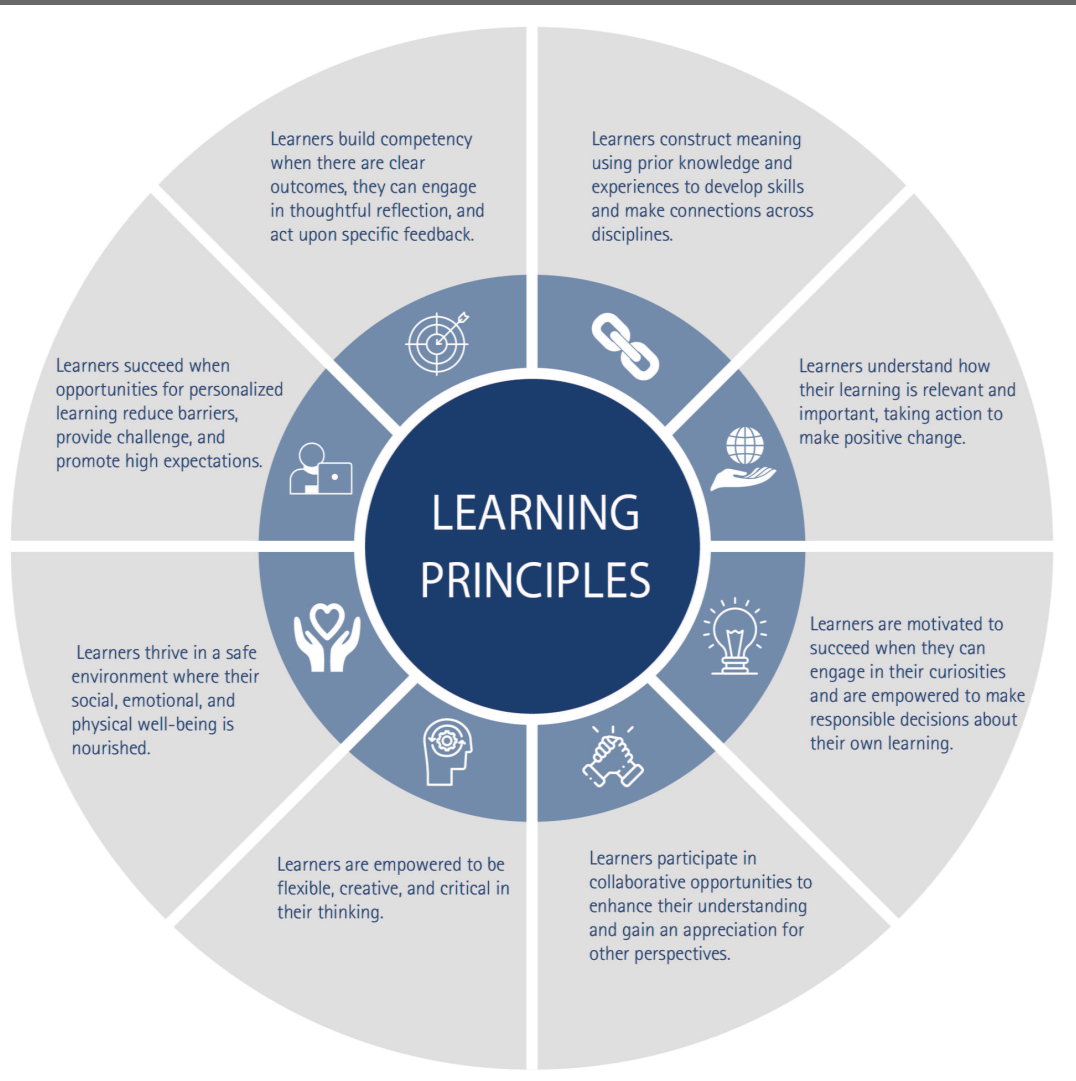 LEARNING
PRINCIPLES
Learners construct meaning
using prior knowledge and
experiences to develop skills
and make connections across
disciplines.
Learners understand how
their learning is relevant and
important, taking action to
make positive change.
Learners are motivated to
succeed when they can
engage in their curiosities
and are empowered to make
responsible decisions about
their own learning.
Learners participate in
collaborative opportunities to
enhance their understanding
and gain an appreciation for
other perspectives.
Learners are empowered to be
flexible, creative, and critical in
their thinking.
Learners thrive in a safe
environment where their
social, emotional, and
physical well-being is
nourished.
Learners succeed when
opportunities for personalized
learning reduce barriers,
provide challenge, and
promote high expectations.
Learners build competency
when there are clear
outcomes, they can engage
in thoughtful reflection, and
act upon specific feedback.